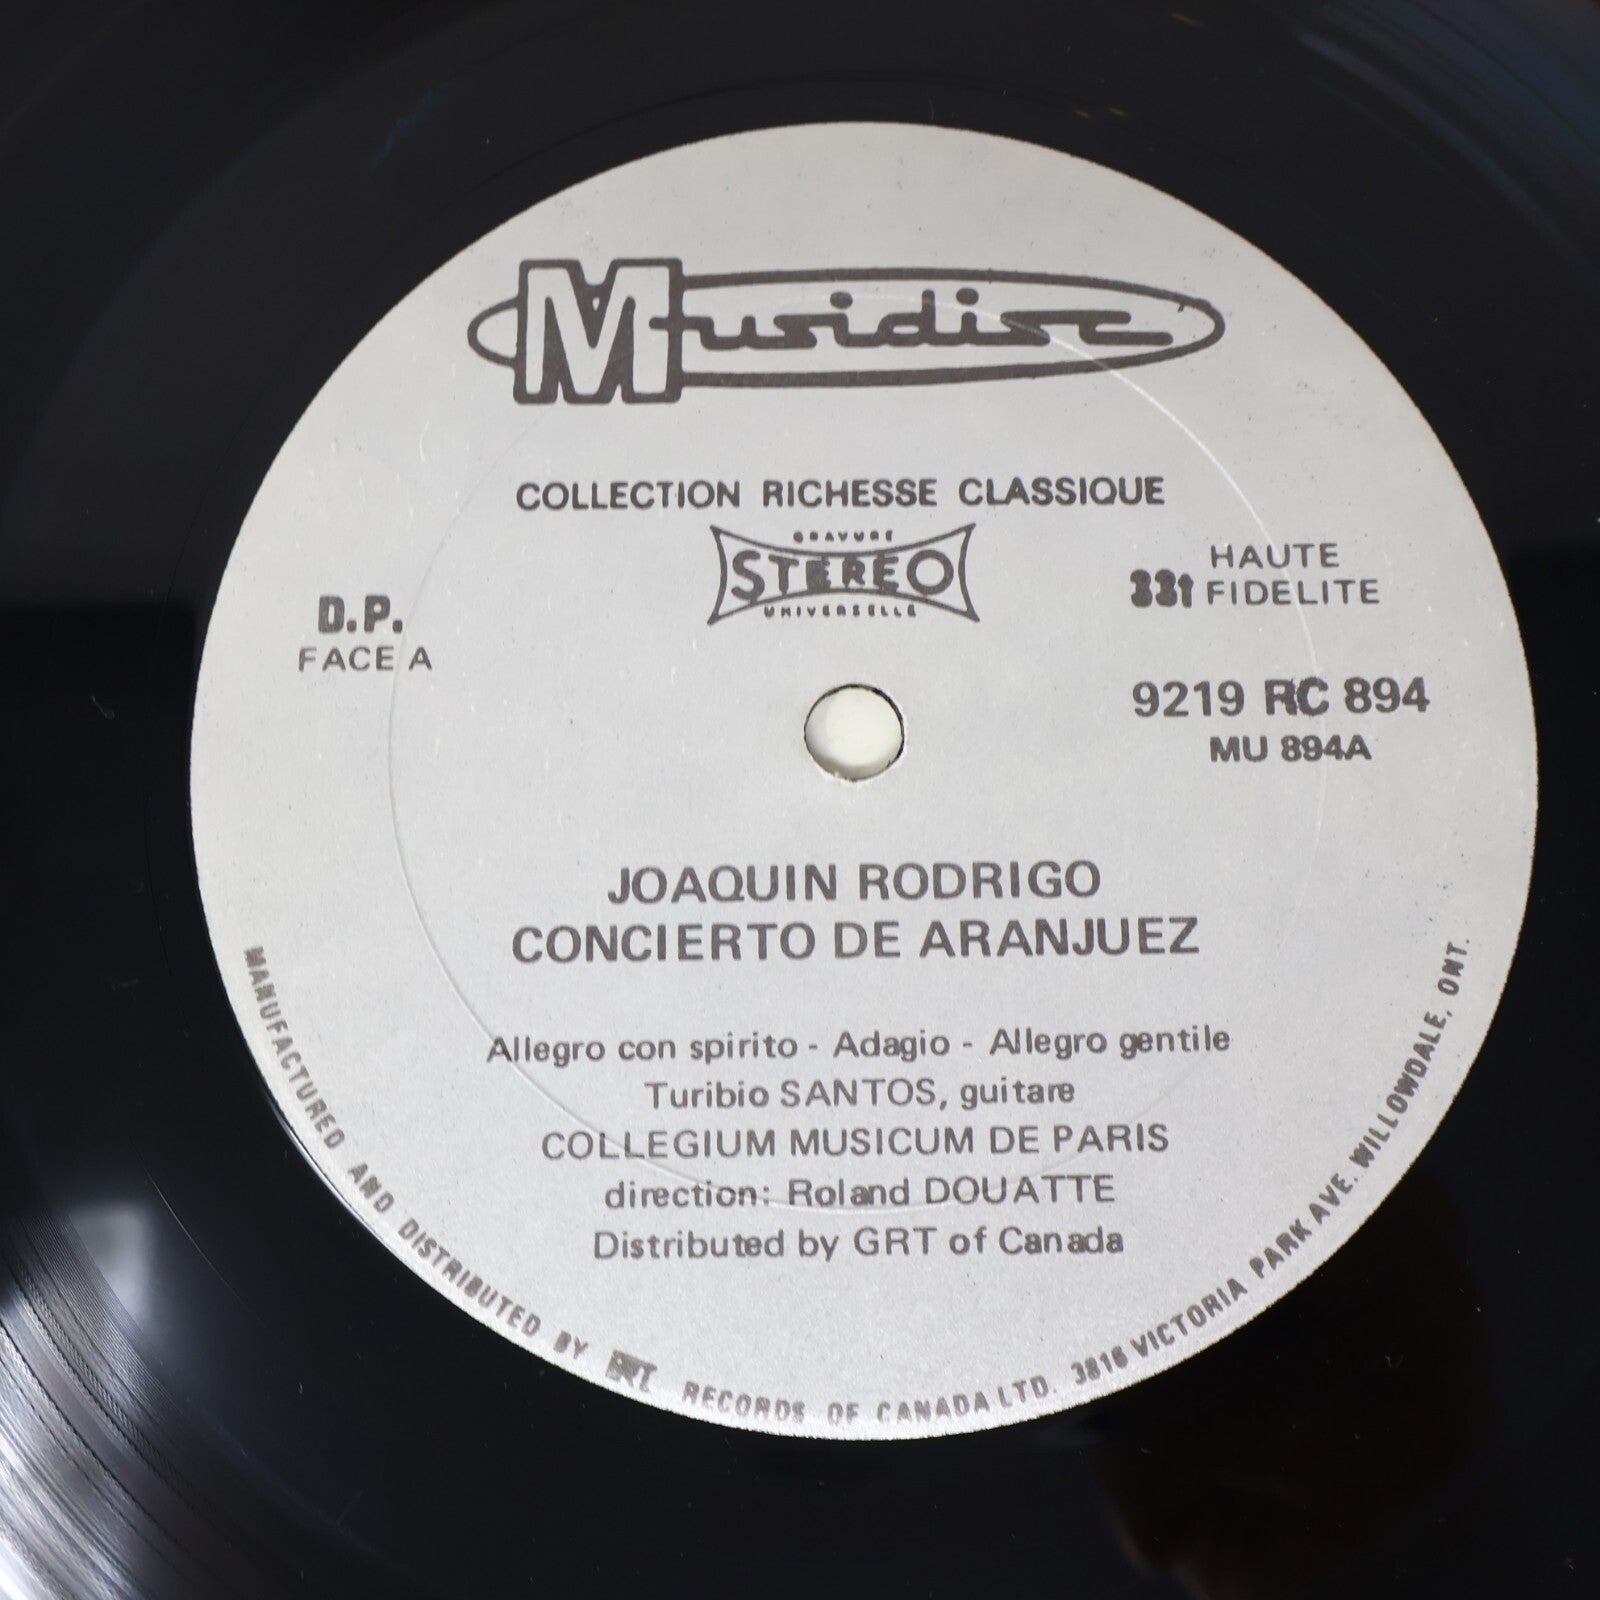 Musidisc
COLLECTION RICHESSE CLASSIQUE
GRAVURE
STEREO
UNIVERSELLE
HAUTE
33t FIDELITE
D.P.
FACE A
9219 RC 894
MU 894A
JOAQUIN RODRIGO
CONCIERTO DE ARANJUEZ
Allegro con spirito - Adagio - Allegro gentile
Turibio SANTOS, guitare
COLLEGIUM MUSICUM DE PARIS
direction: Roland DOUATTE
Distributed by GRT of Canada
MANUFACTURED AND DISTRIBUTED BY GRT RECORDS OF CANADA LTD. 3816 VICTORIA PARK AVE. WILLOWDALE, ONT.